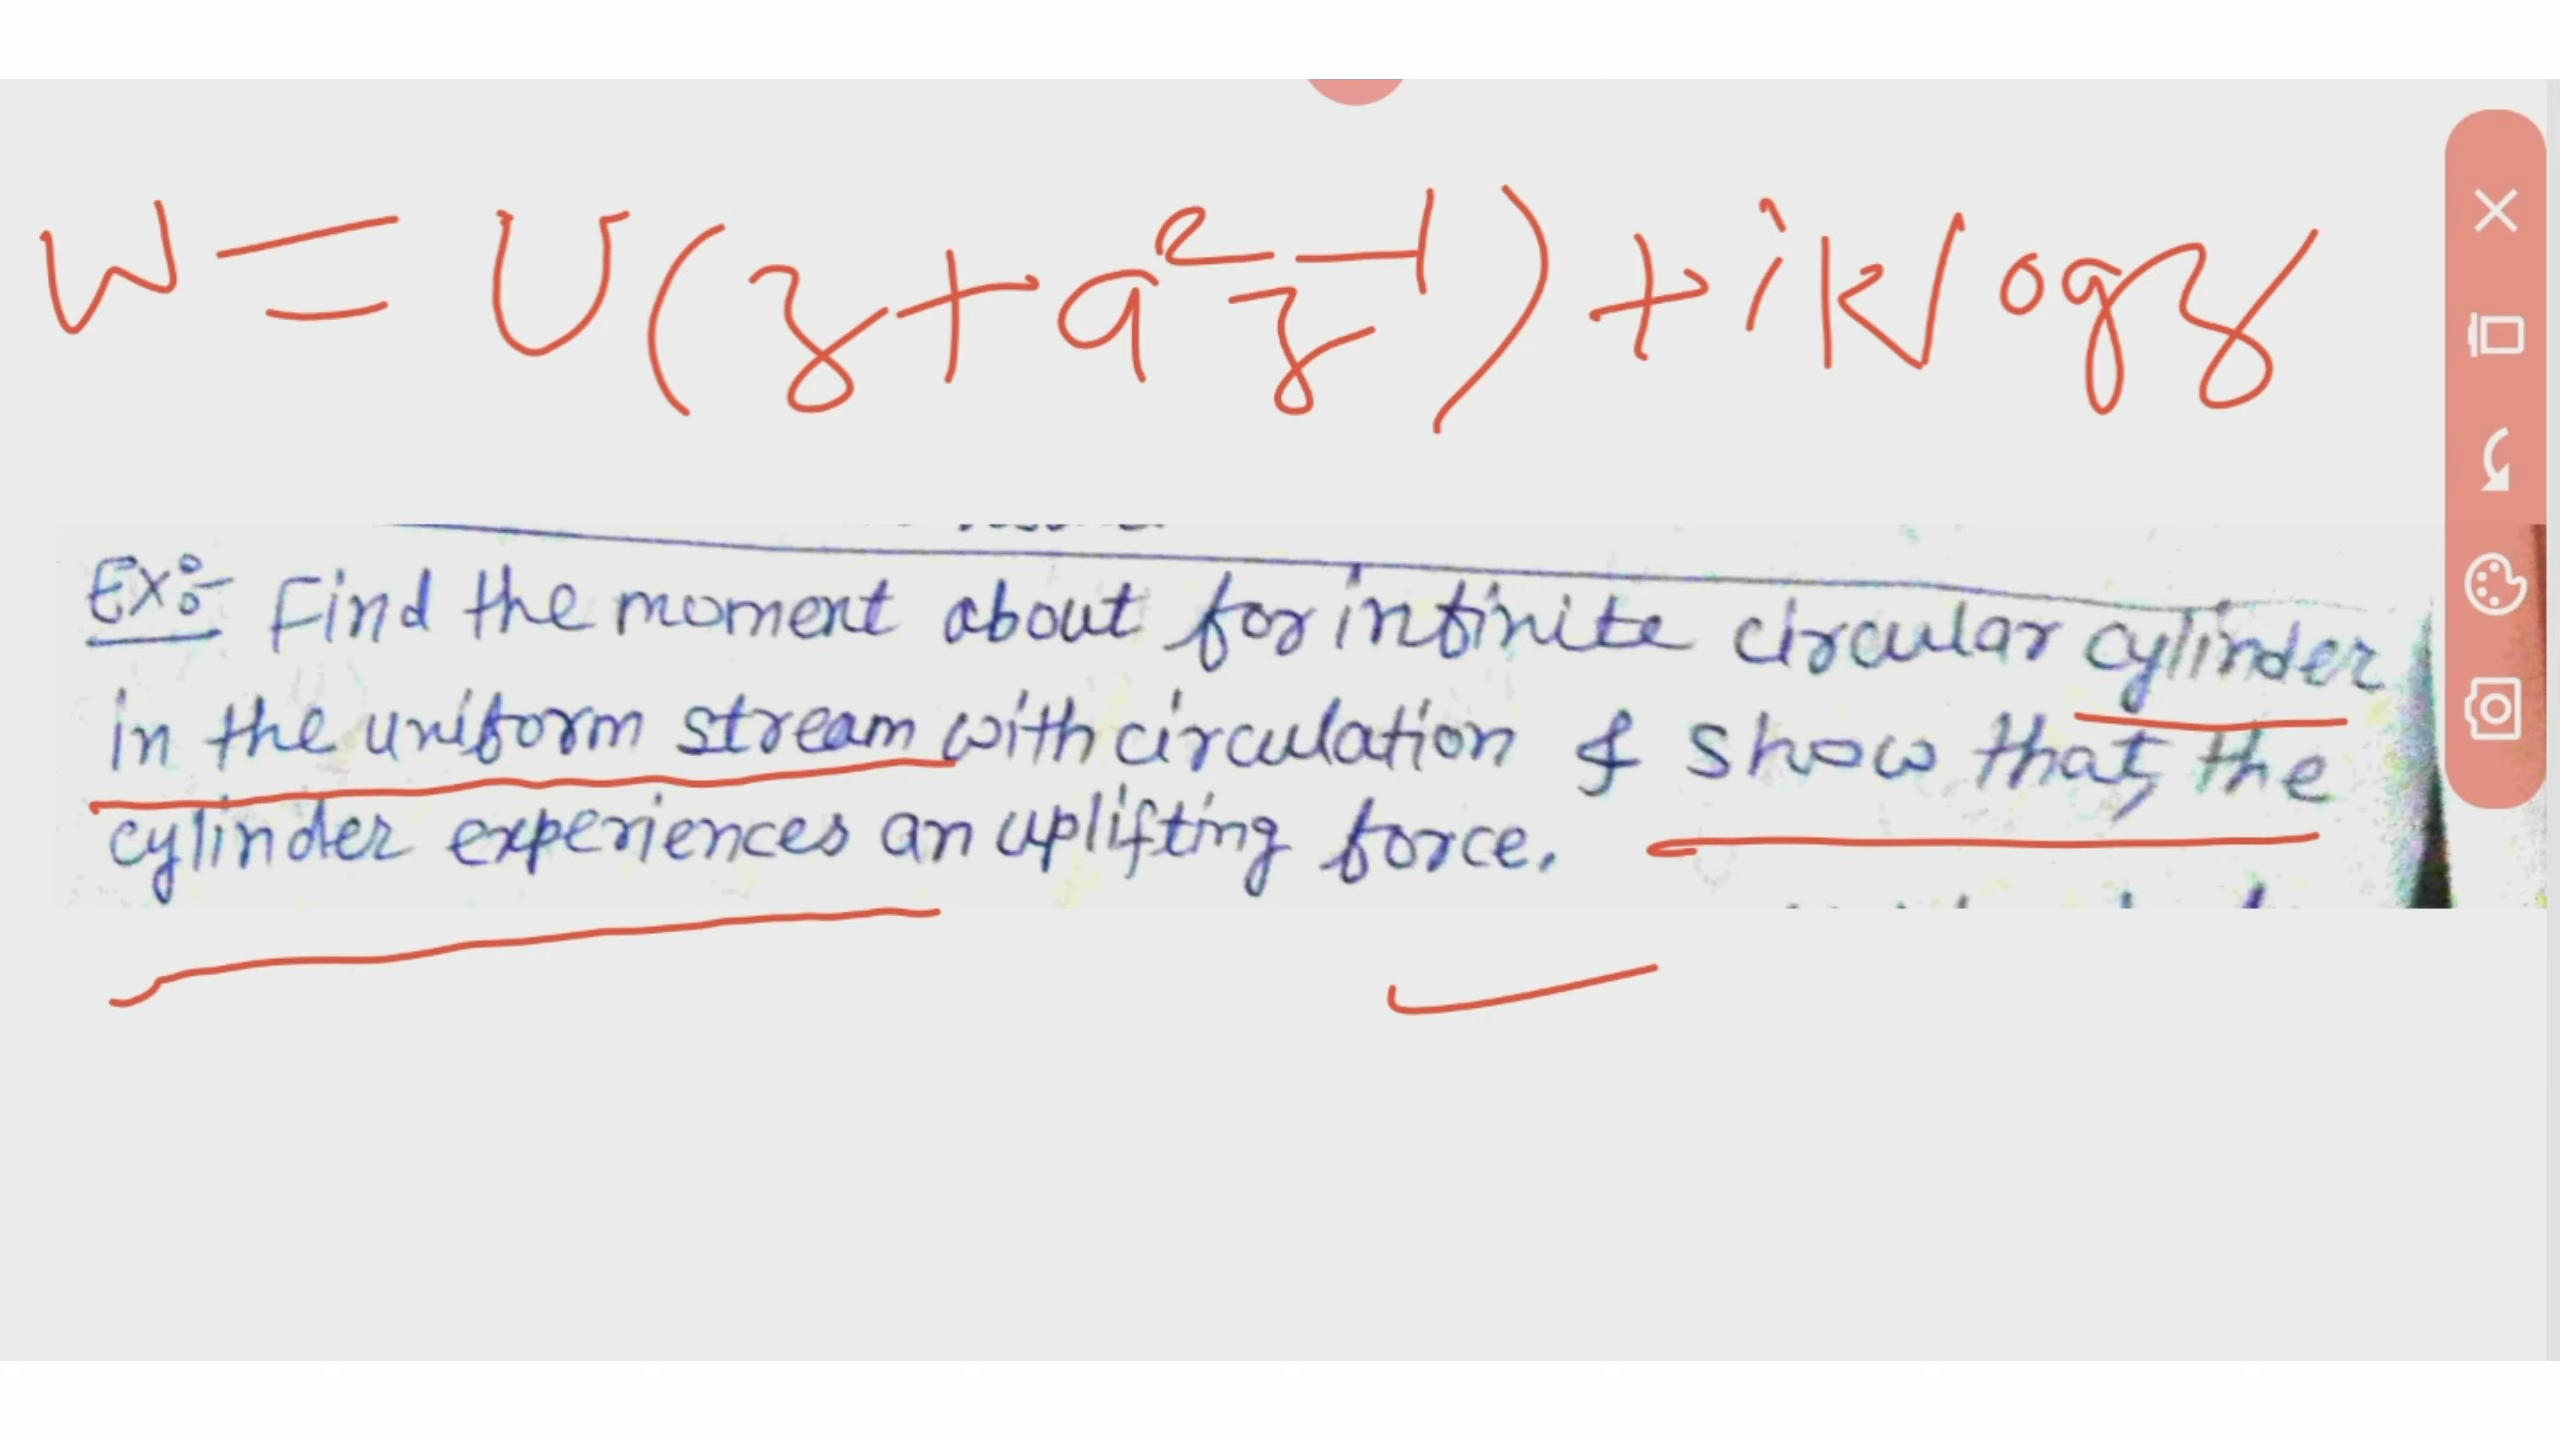 W = U(z + a² z⁻¹) + ik log z
Ex:- Find the moment about for infinite circular cylinder
in the uniform stream with circulation & show that, the
cylinder experiences an uplifting force.